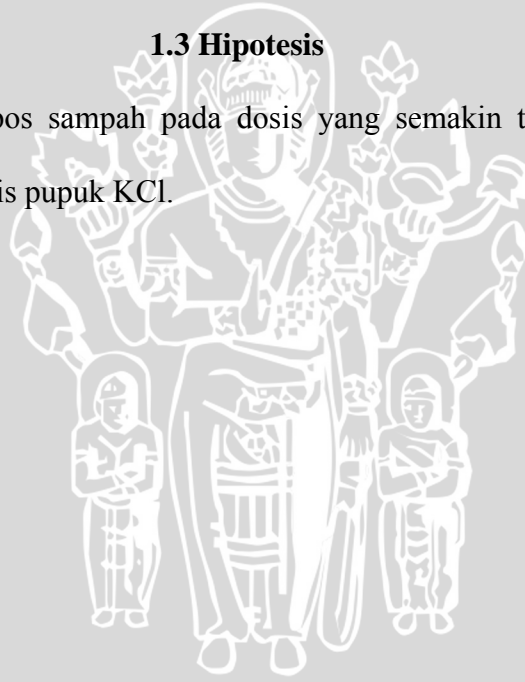 1.3 Hipotesis
pos sampah pada dosis yang semakin t
is pupuk KCl.